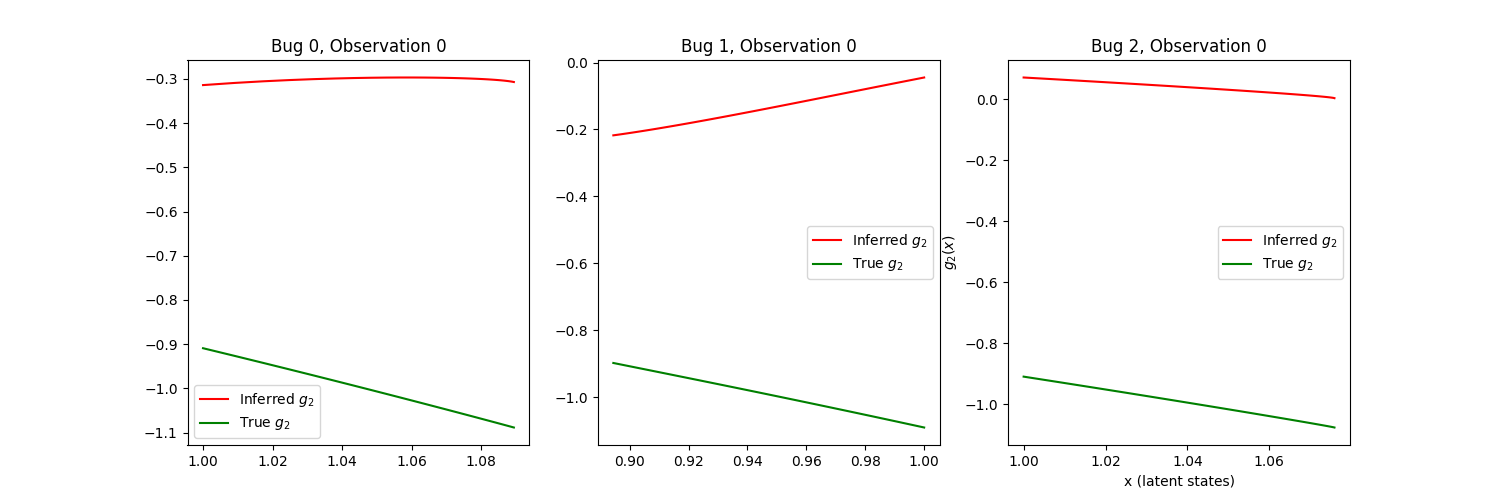 Bug 0, Observation 0
−0.3
−0.4
−0.5
−0.6
−0.7
−0.8
−0.9
−1.0
−1.1
Inferred g₂
True g₂
1.00 1.02 1.04 1.06 1.08
Bug 1, Observation 0
0.0
−0.2
−0.4
−0.6
−0.8
−1.0
Inferred g₂
True g₂
0.90 0.92 0.94 0.96 0.98 1.00
Bug 2, Observation 0
g₂(x)
0.0
−0.2
−0.4
−0.6
−0.8
−1.0
Inferred g₂
True g₂
1.00 1.02 1.04 1.06
x (latent states)